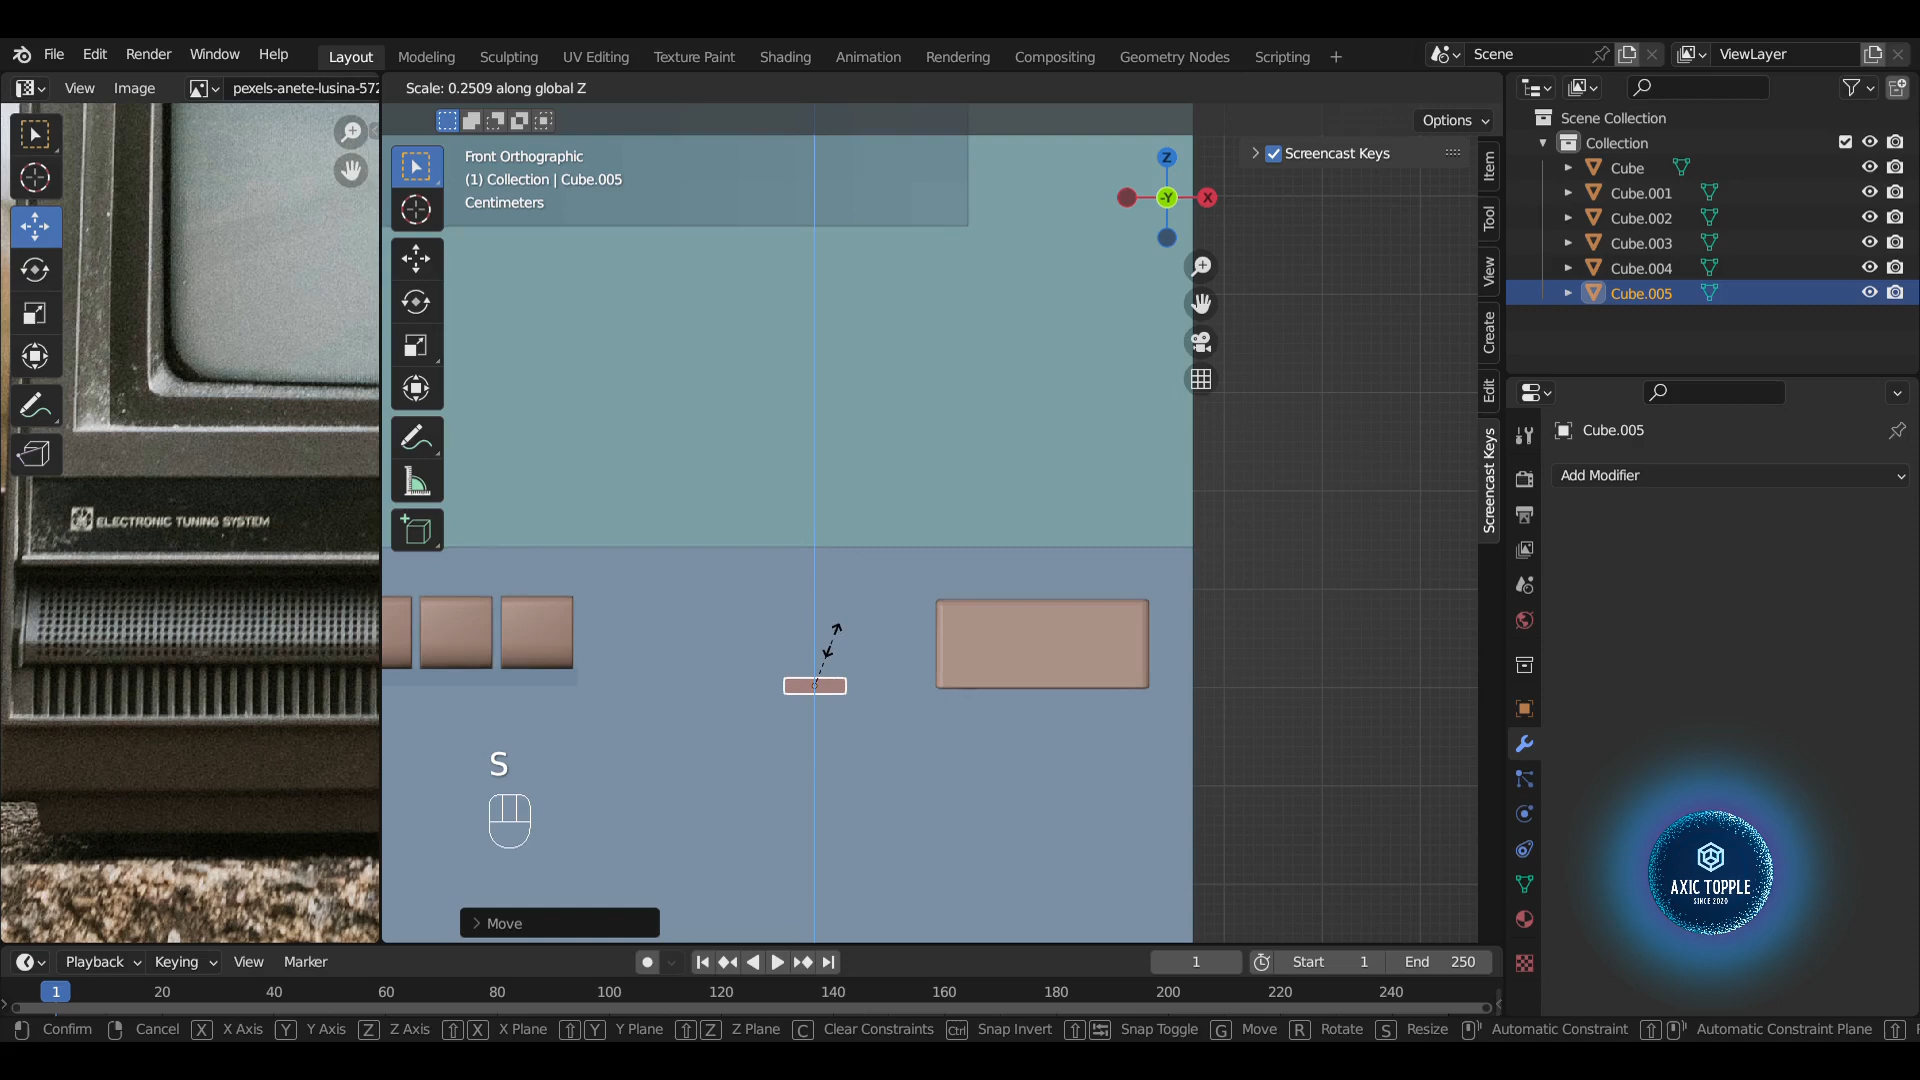 File Edit Render Window Help Layout Modeling Sculpting UV Editing Texture Paint Shading Animation Rendering Compositing Geometry Nodes Scripting + Scene ViewLayer
View Image pexels-anete-lusina-572
Scale: 0.2509 along global Z
Options
Front Orthographic
(1) Collection | Cube.005
Centimeters
Screencast Keys
Z
-Y
X
Item
Tool
View
Create
Edit
Screencast Keys
ELECTRONIC TUNING SYSTEM
S
Move
Scene Collection
Collection
Cube
Cube.001
Cube.002
Cube.003
Cube.004
Cube.005
Cube.005
Add Modifier
AXIC TOPPLE
SINCE 2020
Playback Keying View Marker 1 Start 1 End 250
1 20 40 60 80 100 120 140 160 180 200 220 240
Confirm Cancel X X Axis Y Y Axis Z Z Axis X X Plane Y Y Plane Z Z Plane C Clear Constraints Ctrl Snap Invert Snap Toggle G Move R Rotate S Resize Automatic Constraint Automatic Constraint Plane